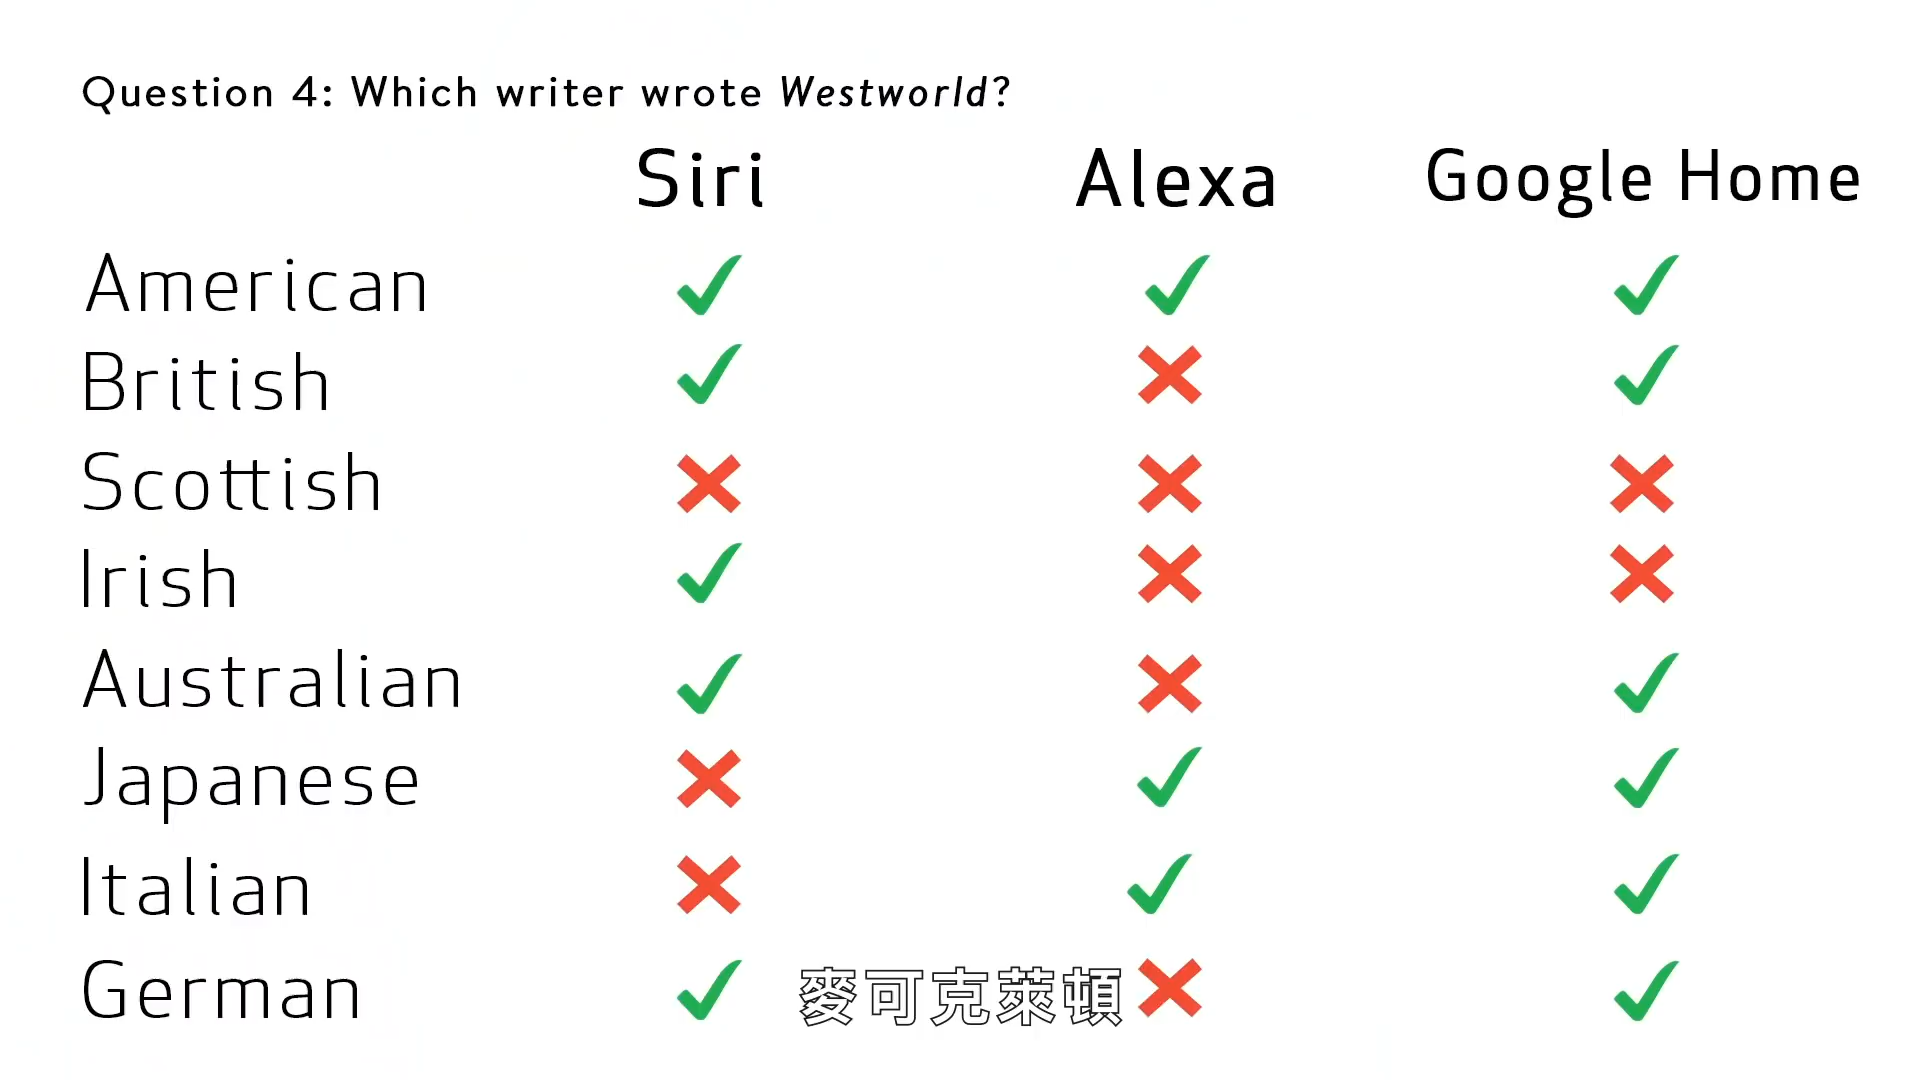 Question 4: Which writer wrote Westworld?
Siri Alexa Google Home
American
British
Scottish
Irish
Australian
Japanese
Italian
German
麥可克萊頓